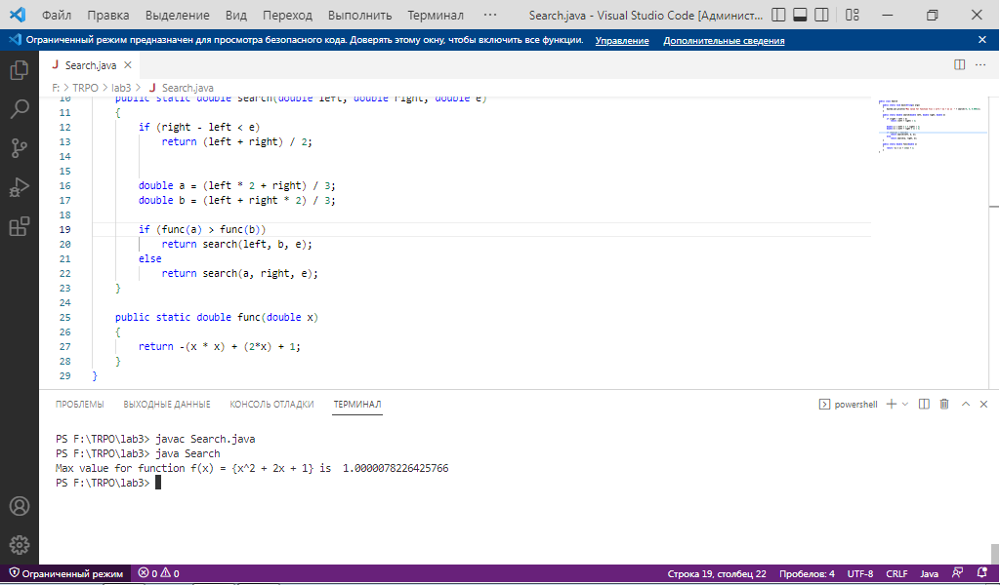 Файл Правка Выделение Вид Переход Выполнить Терминал ··· Search.java - Visual Studio Code [Админист...
Ограниченный режим предназначен для просмотра безопасного кода. Доверять этому окну, чтобы включить все функции. Управление Дополнительные сведения
J Search.java
F: > TRPO > lab3 > J Search.java
10 public static double search(double left, double right, double e)
11 {
12 if (right - left < e)
13 return (left + right) / 2;
14
15
16 double a = (left * 2 + right) / 3;
17 double b = (left + right * 2) / 3;
18
19 if (func(a) > func(b))
20 return search(left, b, e);
21 else
22 return search(a, right, e);
23 }
24
25 public static double func(double x)
26 {
27 return -(x * x) + (2*x) + 1;
28 }
29 }
ПРОБЛЕМЫ ВЫХОДНЫЕ ДАННЫЕ КОНСОЛЬ ОТЛАДКИ ТЕРМИНАЛ powershell
PS F:\TRPO\lab3> javac Search.java
PS F:\TRPO\lab3> java Search
Max value for function f(x) = {x^2 + 2x + 1} is  1.0000078226425766
PS F:\TRPO\lab3>
Ограниченный режим 0 0 Строка 19, столбец 22 Пробелов: 4 UTF-8 CRLF Java